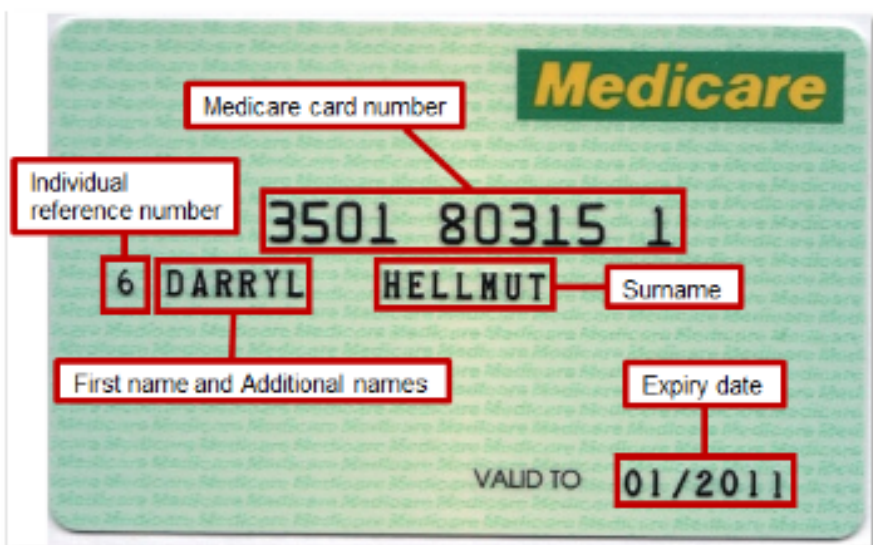 Medicare
Medicare card number
Individual
reference number
3501 80315 1
6 DARRYL HELLMUT
Surname
First name and Additional names
Expiry date
VALID TO 01/2011